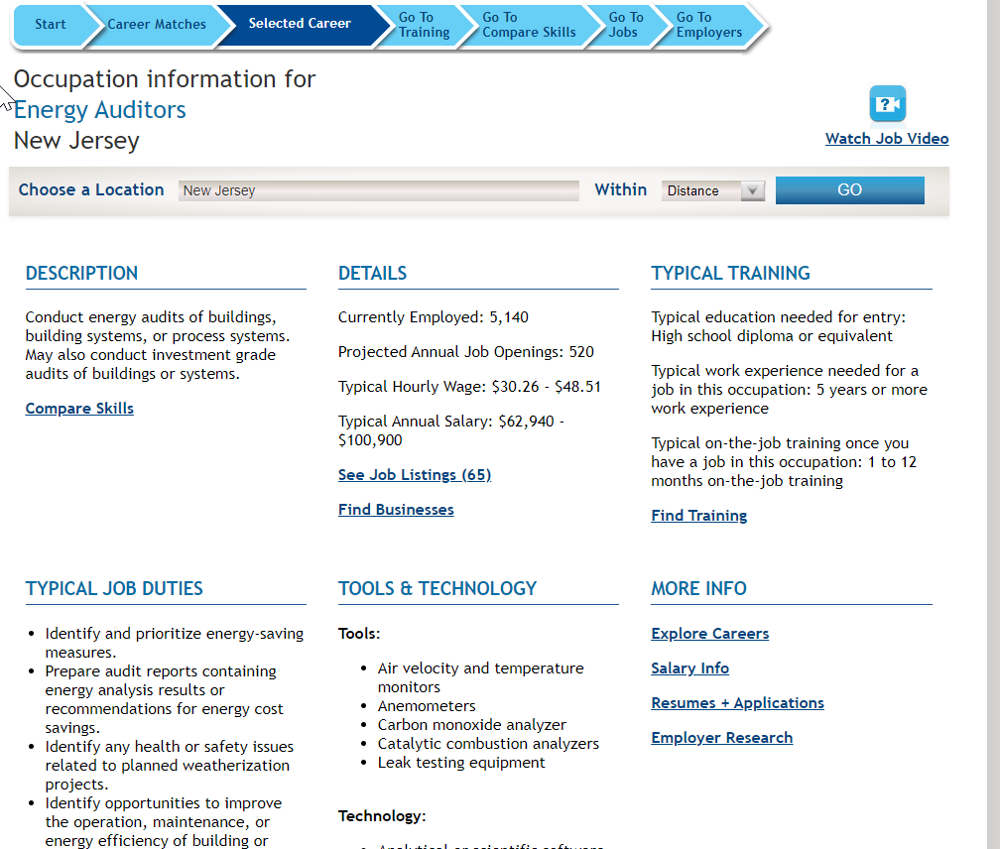 Start
Career Matches
Selected Career
Go To
Training
Go To
Compare Skills
Go To
Jobs
Go To
Employers
Occupation information for
Energy Auditors
New Jersey
?
Watch Job Video
Choose a Location New Jersey Within Distance GO
DESCRIPTION
Conduct energy audits of buildings,
building systems, or process systems.
May also conduct investment grade
audits of buildings or systems.
Compare Skills
DETAILS
Currently Employed: 5,140
Projected Annual Job Openings: 520
Typical Hourly Wage: $30.26 - $48.51
Typical Annual Salary: $62,940 -
$100,900
See Job Listings (65)
Find Businesses
TYPICAL TRAINING
Typical education needed for entry:
High school diploma or equivalent
Typical work experience needed for a
job in this occupation: 5 years or more
work experience
Typical on-the-job training once you
have a job in this occupation: 1 to 12
months on-the-job training
Find Training
TYPICAL JOB DUTIES
• Identify and prioritize energy-saving
measures.
• Prepare audit reports containing
energy analysis results or
recommendations for energy cost
savings.
• Identify any health or safety issues
related to planned weatherization
projects.
• Identify opportunities to improve
the operation, maintenance, or
energy efficiency of building or
TOOLS & TECHNOLOGY
Tools:
• Air velocity and temperature
monitors
• Anemometers
• Carbon monoxide analyzer
• Catalytic combustion analyzers
• Leak testing equipment
Technology:
• Analytical or scientific software
MORE INFO
Explore Careers
Salary Info
Resumes + Applications
Employer Research